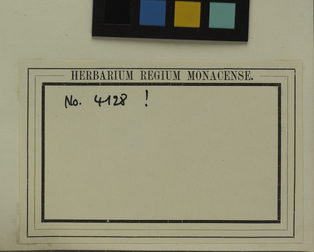 HERBARIUM REGIUM MONACENSE.
No. 4128 !